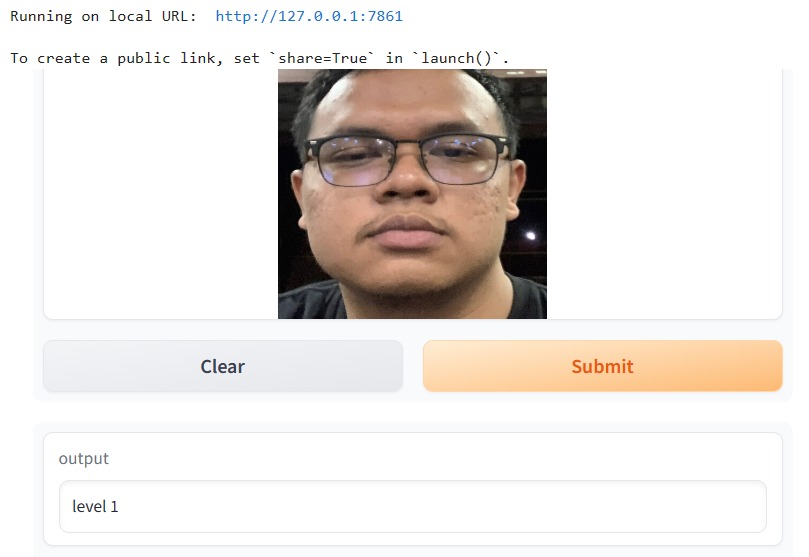 Running on local URL:  http://127.0.0.1:7861
To create a public link, set `share=True` in `launch()`.
Clear
Submit
output
level 1